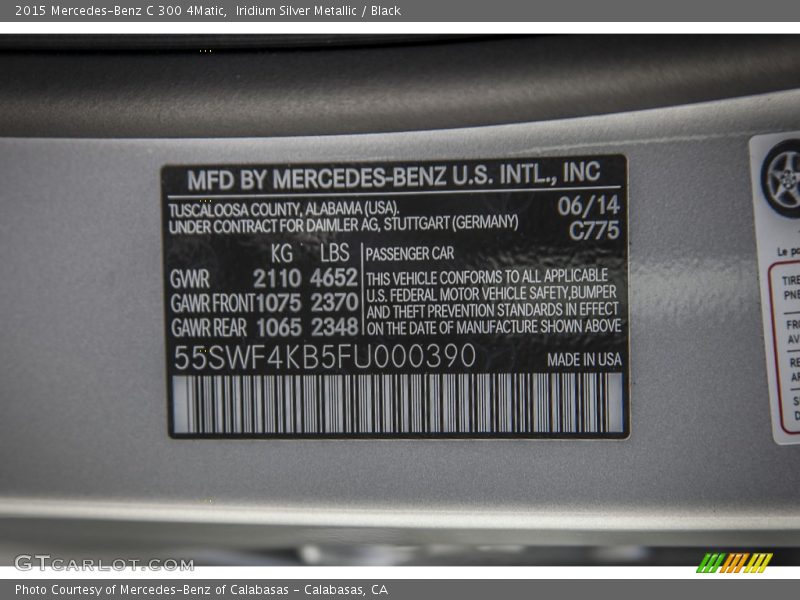 2015 Mercedes-Benz C 300 4Matic,  Iridium Silver Metallic / Black
MFD BY MERCEDES-BENZ U.S. INTL., INC
TUSCALOOSA COUNTY, ALABAMA (USA). 06/14
UNDER CONTRACT FOR DAIMLER AG, STUTTGART (GERMANY) C775
KG LBS
GWR 2110 4652
GAWR FRONT 1075 2370
GAWR REAR 1065 2348
PASSENGER CAR
THIS VEHICLE CONFORMS TO ALL APPLICABLE
U.S. FEDERAL MOTOR VEHICLE SAFETY,BUMPER
AND THEFT PREVENTION STANDARDS IN EFFECT
ON THE DATE OF MANUFACTURE SHOWN ABOVE
55SWF4KB5FU000390 MADE IN USA
Le
TIRE
GTCARLOT.COM
Photo Courtesy of Mercedes-Benz of Calabasas - Calabasas, CA